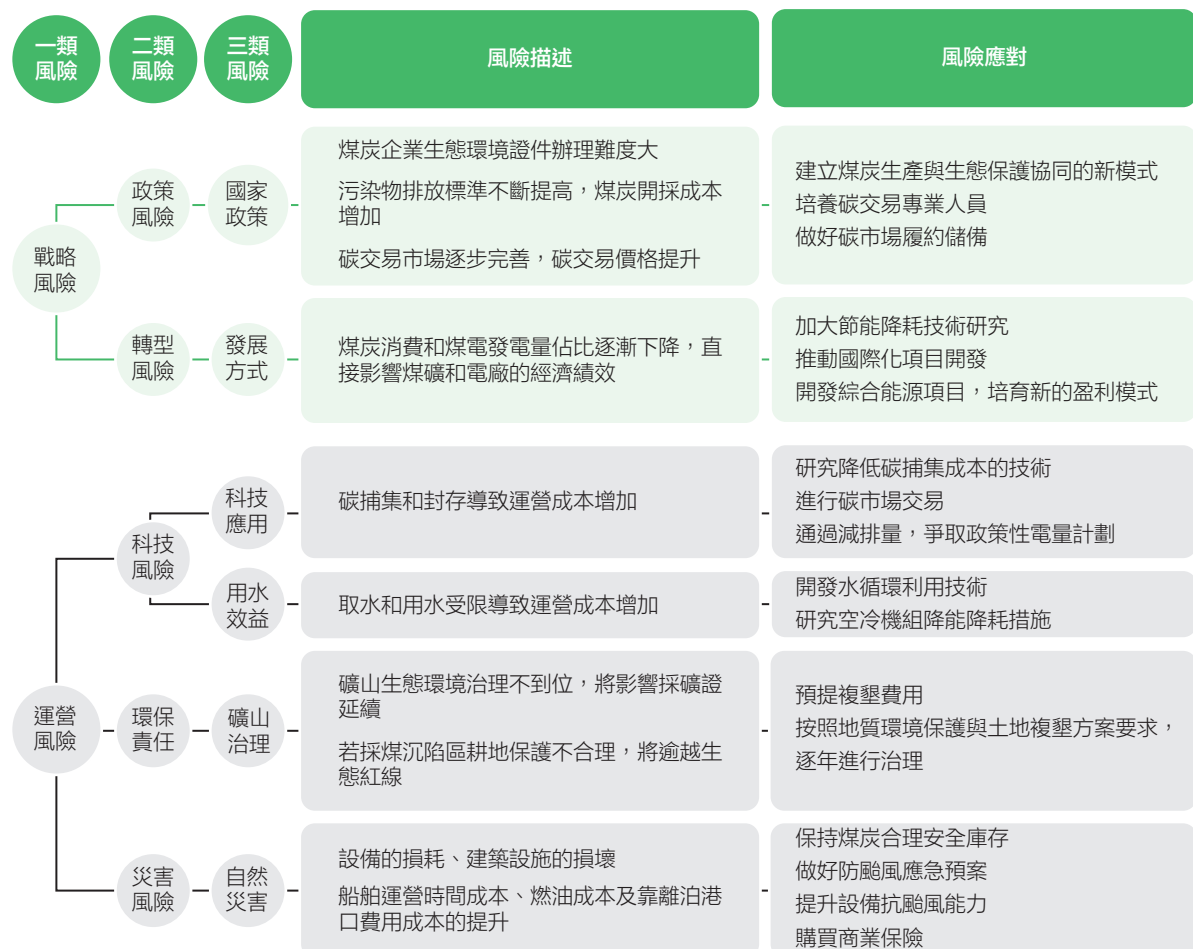 一類
風險
二類
風險
三類
風險
風險描述
風險應對
戰略
風險
政策
風險
國家
政策
煤炭企業生態環境證件辦理難度大
污染物排放標準不斷提高，煤炭開採成本
增加
碳交易市場逐步完善，碳交易價格提升
建立煤炭生產與生態保護協同的新模式
培養碳交易專業人員
做好碳市場履約儲備
轉型
風險
發展
方式
煤炭消費和煤電發電量佔比逐漸下降，直
接影響煤礦和電廠的經濟績效
加大節能降耗技術研究
推動國際化項目開發
開發綜合能源項目，培育新的盈利模式
運營
風險
科技
風險
科技
應用
碳捕集和封存導致運營成本增加
研究降低碳捕集成本的技術
進行碳市場交易
通過減排量，爭取政策性電量計劃
用水
效益
取水和用水受限導致運營成本增加
開發水循環利用技術
研究空冷機組降能降耗措施
環保
責任
礦山
治理
礦山生態環境治理不到位，將影響採礦證
延續
若採煤沉陷區耕地保護不合理，將逾越生
態紅線
預提複墾費用
按照地質環境保護與土地複墾方案要求，
逐年進行治理
災害
風險
自然
災害
設備的損耗、建築設施的損壞
船舶運營時間成本、燃油成本及靠離泊港
口費用成本的提升
保持煤炭合理安全庫存
做好防颱風應急預案
提升設備抗颱風能力
購買商業保險